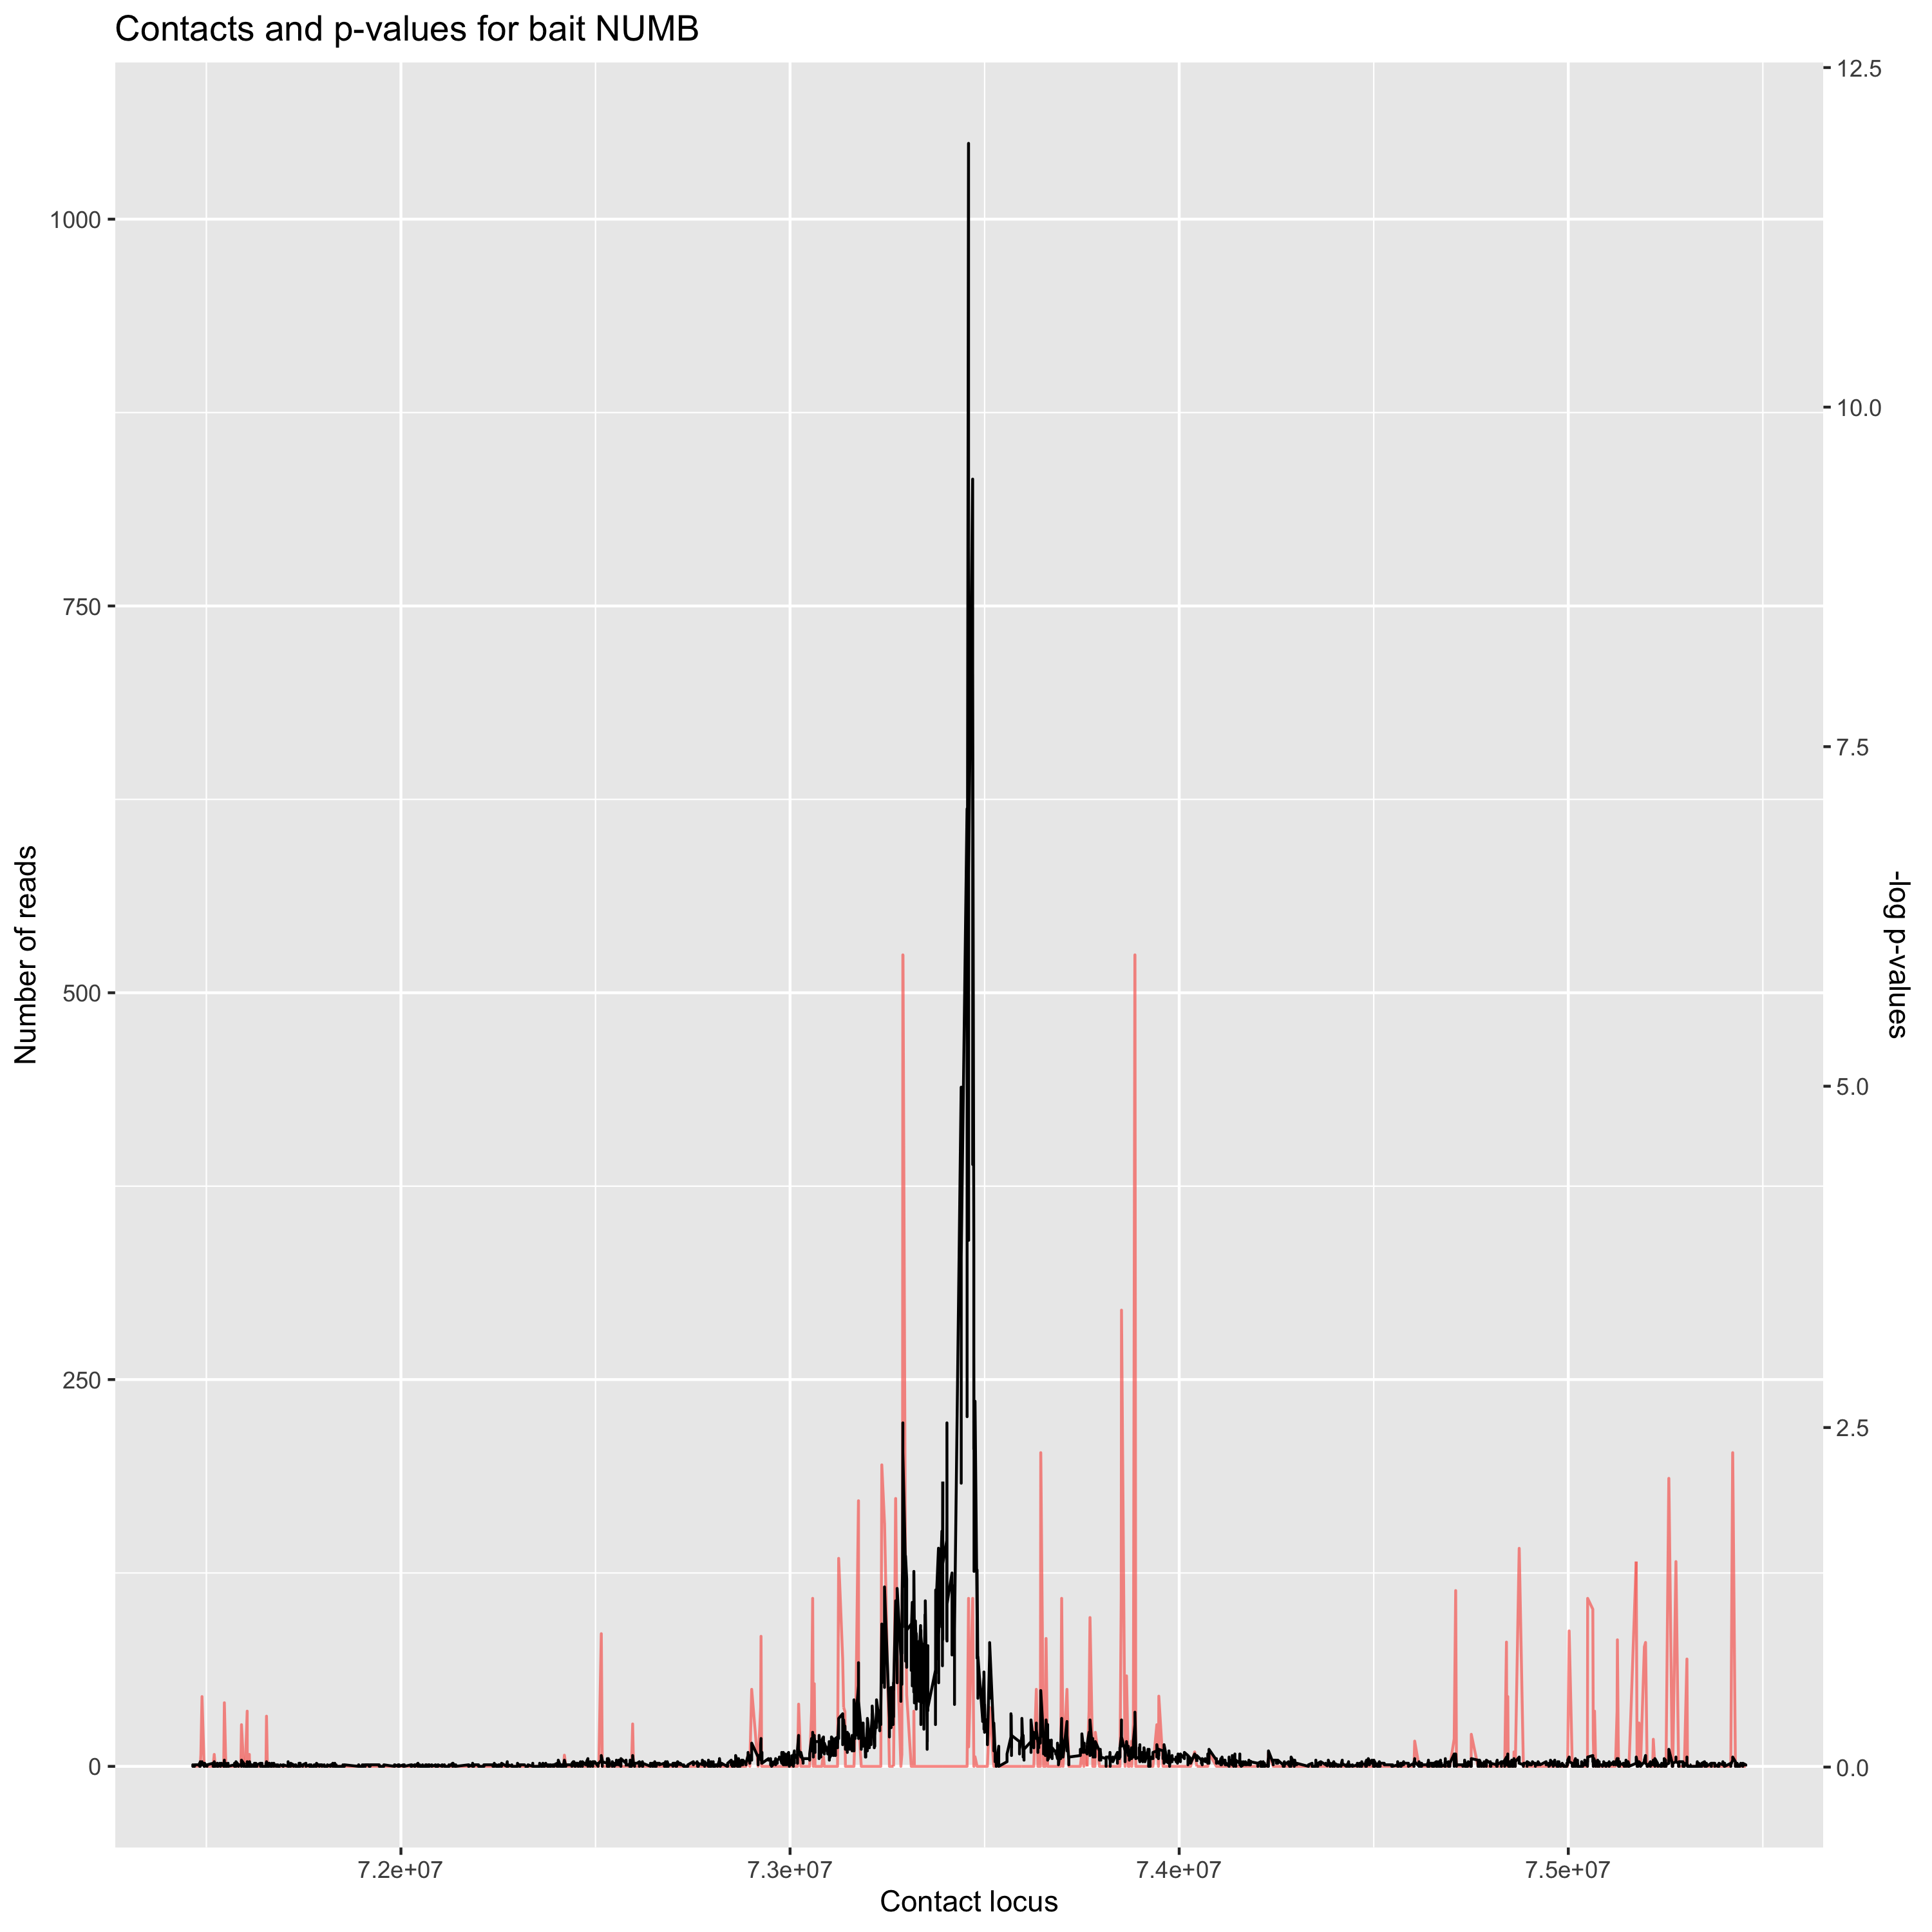 Contacts and p-values for bait NUMB
Number of reads
1000
750
500
250
0
12.5
10.0
7.5
5.0
2.5
0.0
-log p-values
7.2e+07
7.3e+07
7.4e+07
7.5e+07
Contact locus